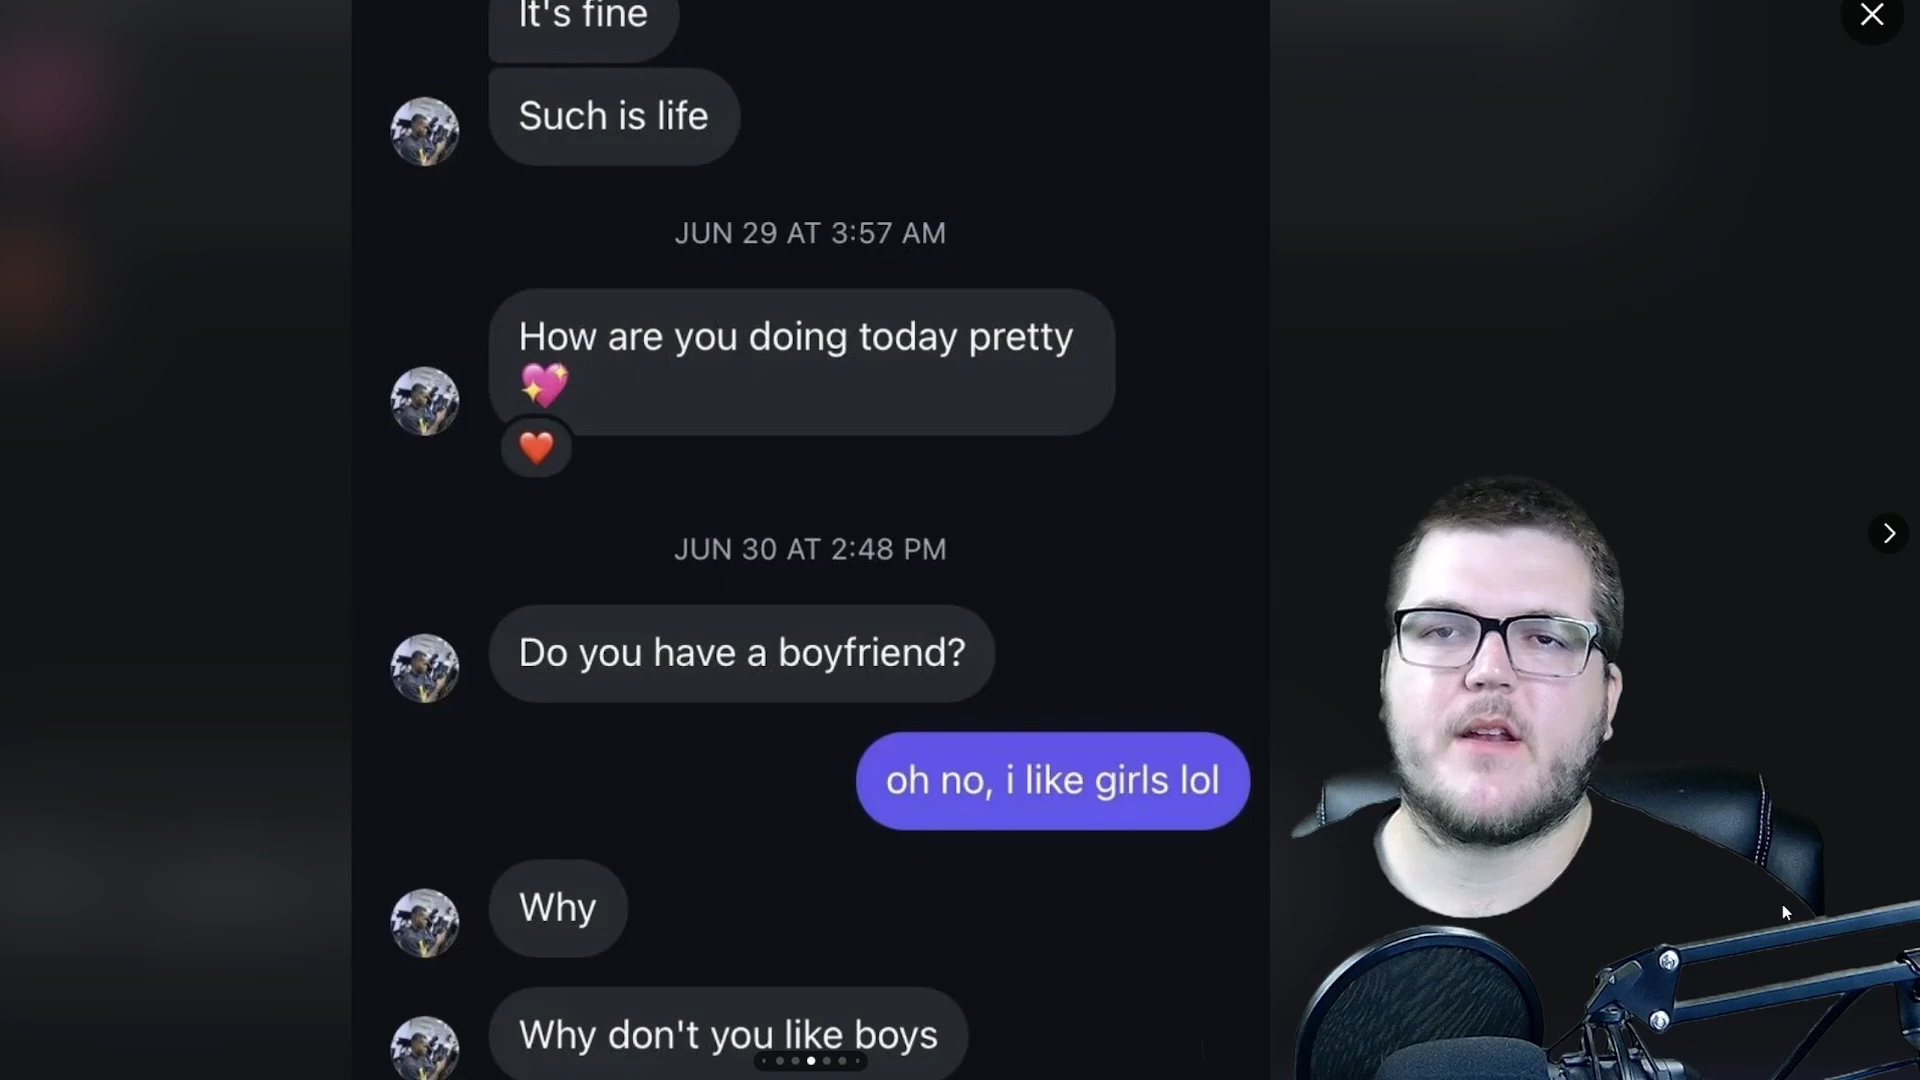 It's fine
Such is life
JUN 29 AT 3:57 AM
How are you doing today pretty
💖
❤️
JUN 30 AT 2:48 PM
Do you have a boyfriend?
oh no, i like girls lol
Why
Why don't you like boys